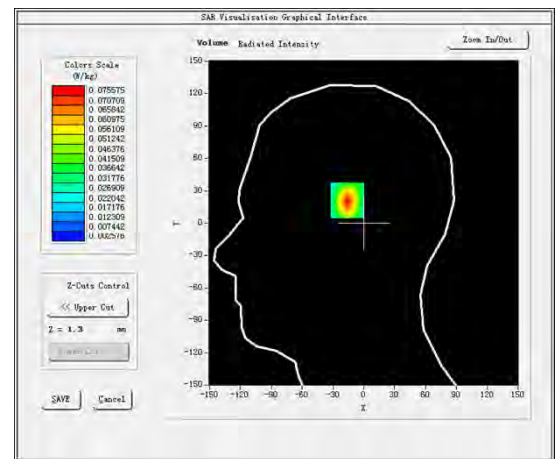 SAR Visualisation Graphical Interface
Volume Radiated Intensity
Zoom In/Out
Colors Scale
(W/kg)
0.075575
0.070709
0.065842
0.060975
0.056109
0.051242
0.046376
0.041509
0.036642
0.031776
0.026909
0.022042
0.017176
0.012309
0.007442
0.002576
150
120
90
60
30
0
-30
-60
-90
-120
-150
Y
-150 -120 -90 -60 -30 0 30 60 90 120 150
X
Z-Cuts Control
<< Upper Cut
Z = 1.3 mm
SAVE Cancel